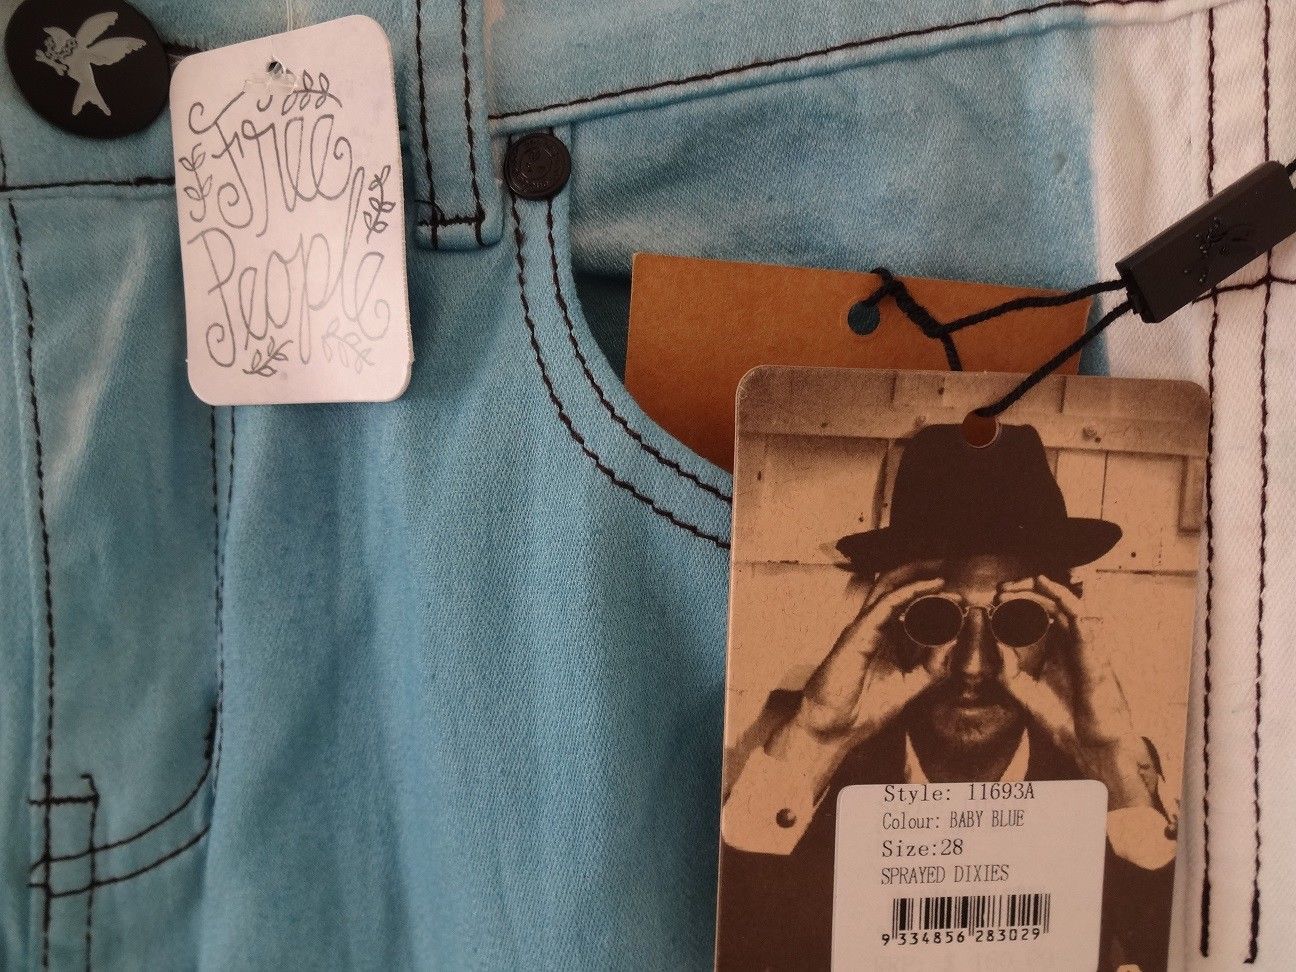 Free
People
Style: 11693A
Colour: BABY BLUE
Size:28
SPRAYED DIXIES
9 334856 283029